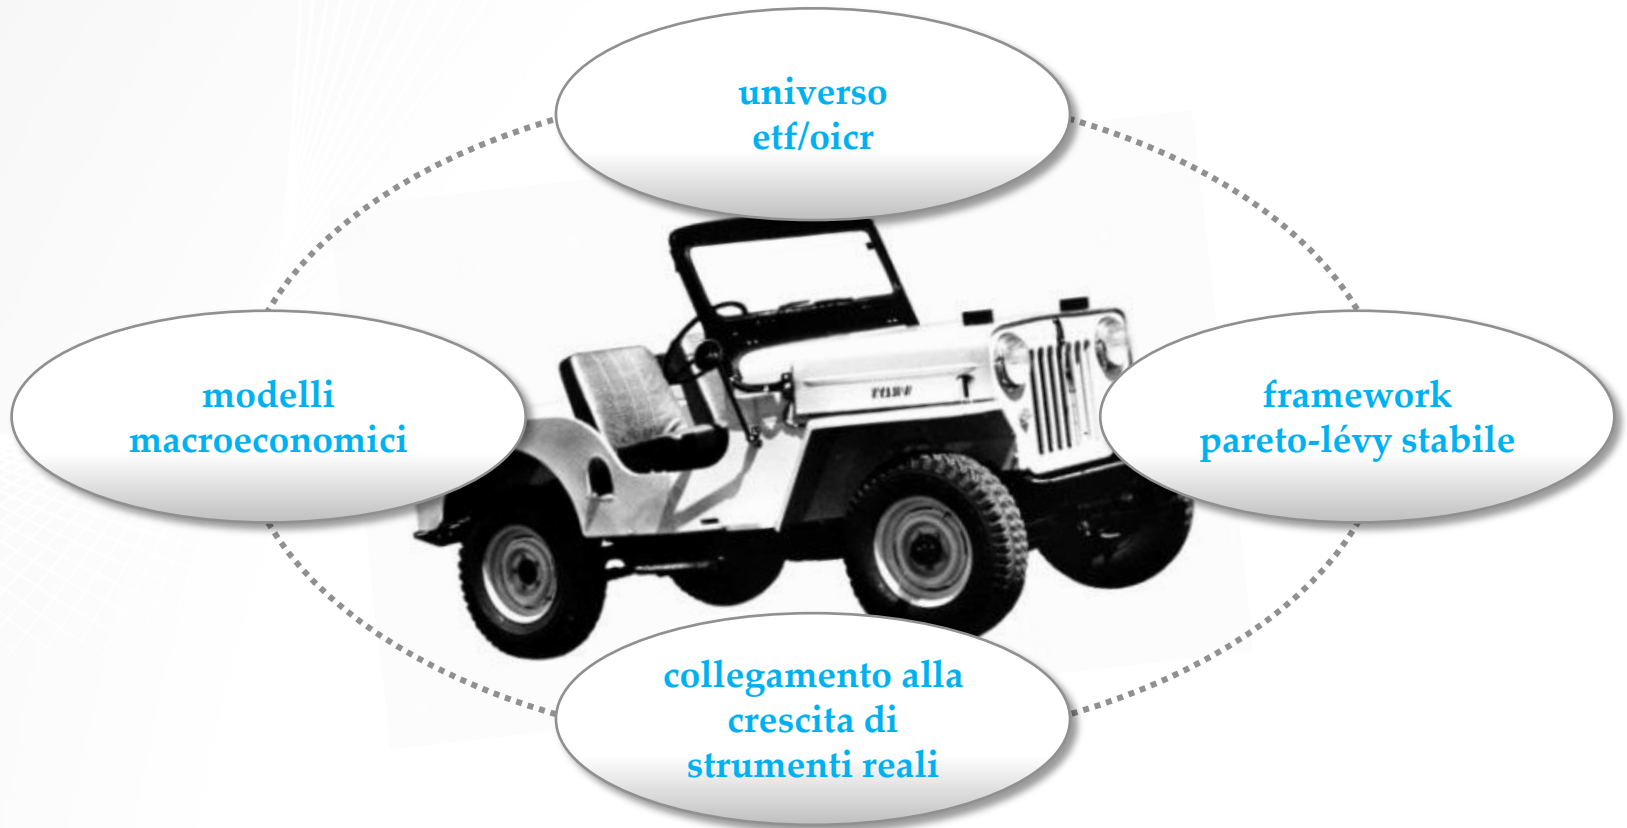 universo
etf/oicr
modelli
macroeconomici
framework
pareto-lévy stabile
collegamento alla
crescita di
strumenti reali